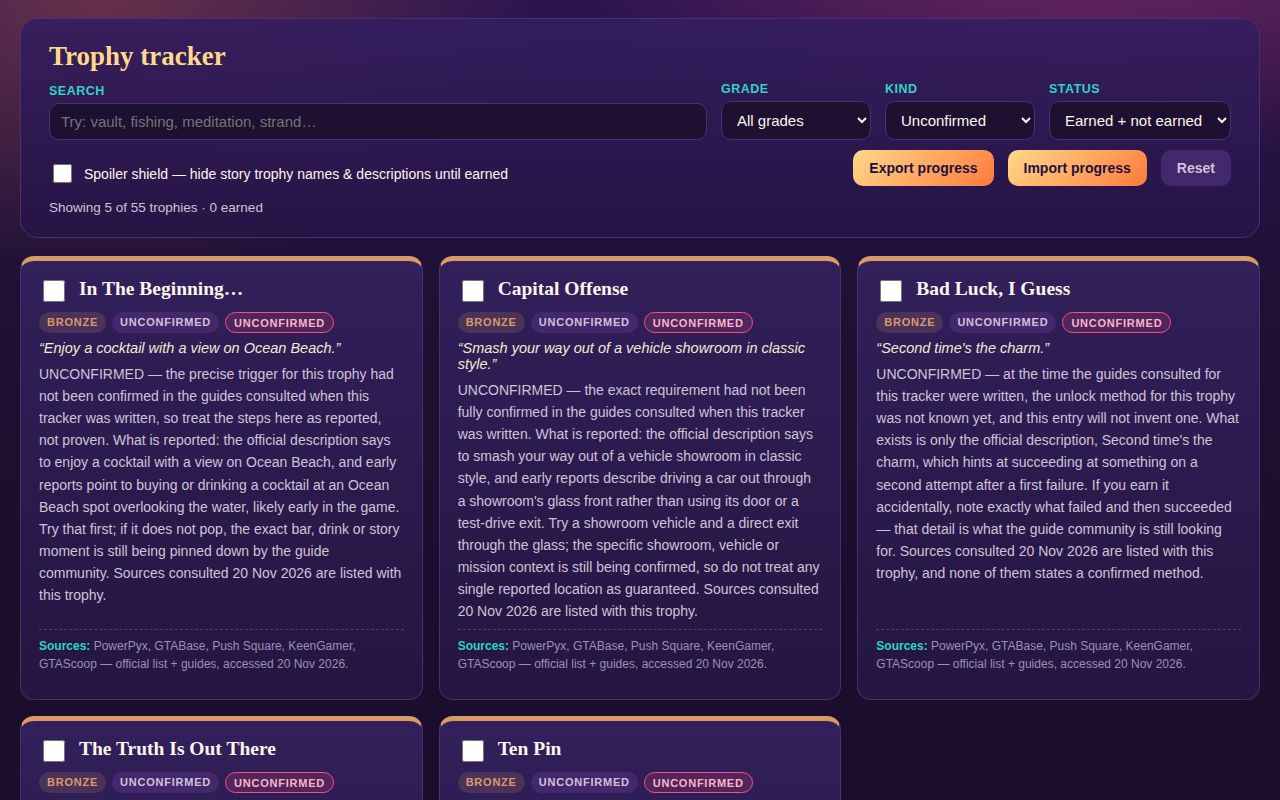 Trophy tracker
SEARCH
GRADE
KIND
STATUS
Try: vault, fishing, meditation, strand…
All grades
Unconfirmed
Earned + not earned
Spoiler shield — hide story trophy names & descriptions until earned
Export progress
Import progress
Reset
Showing 5 of 55 trophies · 0 earned
In The Beginning…
BRONZE
UNCONFIRMED
UNCONFIRMED
“Enjoy a cocktail with a view on Ocean Beach.”
UNCONFIRMED — the precise trigger for this trophy had
not been confirmed in the guides consulted when this
tracker was written, so treat the steps here as reported,
not proven. What is reported: the official description says
to enjoy a cocktail with a view on Ocean Beach, and early
reports point to buying or drinking a cocktail at an Ocean
Beach spot overlooking the water, likely early in the game.
Try that first; if it does not pop, the exact bar, drink or story
moment is still being pinned down by the guide
community. Sources consulted 20 Nov 2026 are listed with
this trophy.
Sources: PowerPyx, GTABase, Push Square, KeenGamer,
GTAScoop — official list + guides, accessed 20 Nov 2026.
Capital Offense
BRONZE
UNCONFIRMED
UNCONFIRMED
“Smash your way out of a vehicle showroom in classic
style.”
UNCONFIRMED — the exact requirement had not been
fully confirmed in the guides consulted when this tracker
was written. What is reported: the official description says
to smash your way out of a vehicle showroom in classic
style, and early reports describe driving a car out through
a showroom's glass front rather than using its door or a
test-drive exit. Try a showroom vehicle and a direct exit
through the glass; the specific showroom, vehicle or
mission context is still being confirmed, so do not treat any
single reported location as guaranteed. Sources consulted
20 Nov 2026 are listed with this trophy.
Sources: PowerPyx, GTABase, Push Square, KeenGamer,
GTAScoop — official list + guides, accessed 20 Nov 2026.
Bad Luck, I Guess
BRONZE
UNCONFIRMED
UNCONFIRMED
“Second time's the charm.”
UNCONFIRMED — at the time the guides consulted for
this tracker were written, the unlock method for this trophy
was not known yet, and this entry will not invent one. What
exists is only the official description, Second time's the
charm, which hints at succeeding at something on a
second attempt after a first failure. If you earn it
accidentally, note exactly what failed and then succeeded
— that detail is what the guide community is still looking
for. Sources consulted 20 Nov 2026 are listed with this
trophy, and none of them states a confirmed method.
Sources: PowerPyx, GTABase, Push Square, KeenGamer,
GTAScoop — official list + guides, accessed 20 Nov 2026.
The Truth Is Out There
BRONZE
UNCONFIRMED
UNCONFIRMED
Ten Pin
BRONZE
UNCONFIRMED
UNCONFIRMED